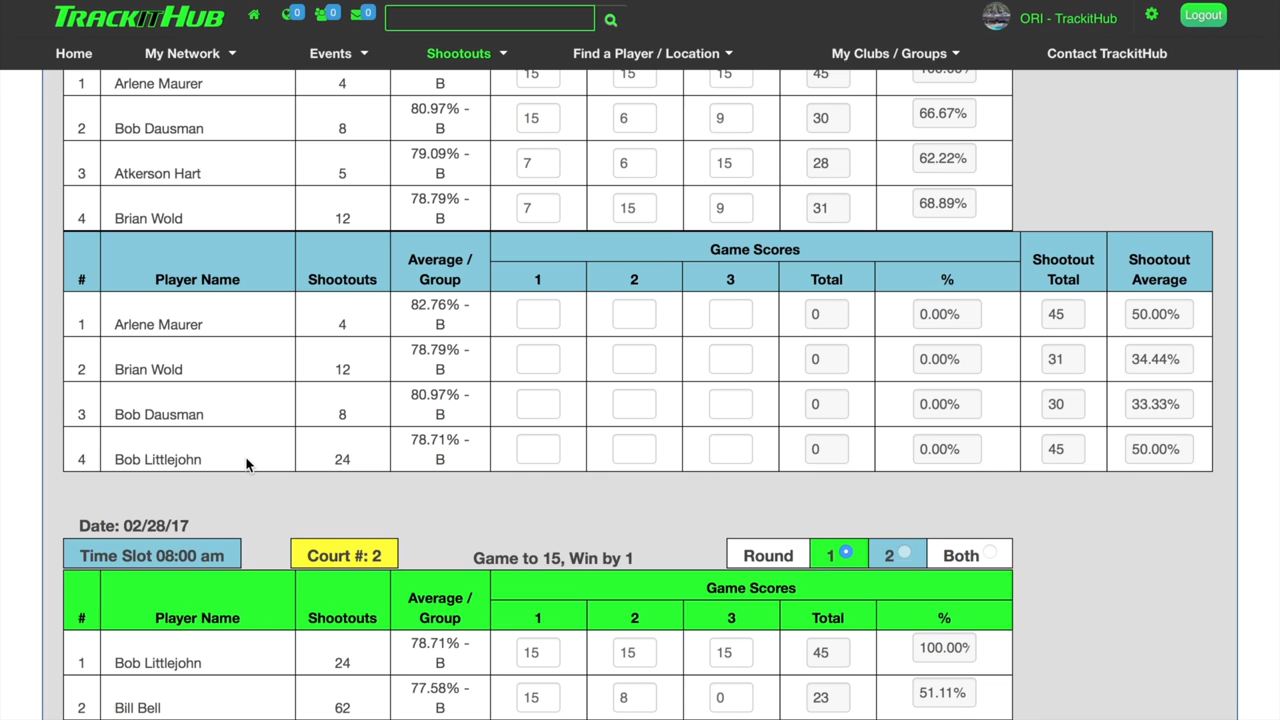 TRACKITHUB 0 0 0 ORI - TrackitHub Logout
Home My Network Events Shootouts Find a Player / Location My Clubs / Groups Contact TrackitHub
1 Arlene Maurer 4 B 15 15 15 45 100.00%
2 Bob Dausman 8 80.97% - B 15 6 9 30 66.67%
3 Atkerson Hart 5 79.09% - B 7 6 15 28 62.22%
4 Brian Wold 12 78.79% - B 7 15 9 31 68.89%
# Player Name Shootouts Average / Group Game Scores 1 2 3 Total % Shootout Total Shootout Average
1 Arlene Maurer 4 82.76% - B 0 0.00% 45 50.00%
2 Brian Wold 12 78.79% - B 0 0.00% 31 34.44%
3 Bob Dausman 8 80.97% - B 0 0.00% 30 33.33%
4 Bob Littlejohn 24 78.71% - B 0 0.00% 45 50.00%
Date: 02/28/17
Time Slot 08:00 am Court #: 2 Game to 15, Win by 1 Round 1 2 Both
# Player Name Shootouts Average / Group Game Scores 1 2 3 Total %
1 Bob Littlejohn 24 78.71% - B 15 15 15 45 100.00%
2 Bill Bell 62 77.58% - 15 8 0 23 51.11%